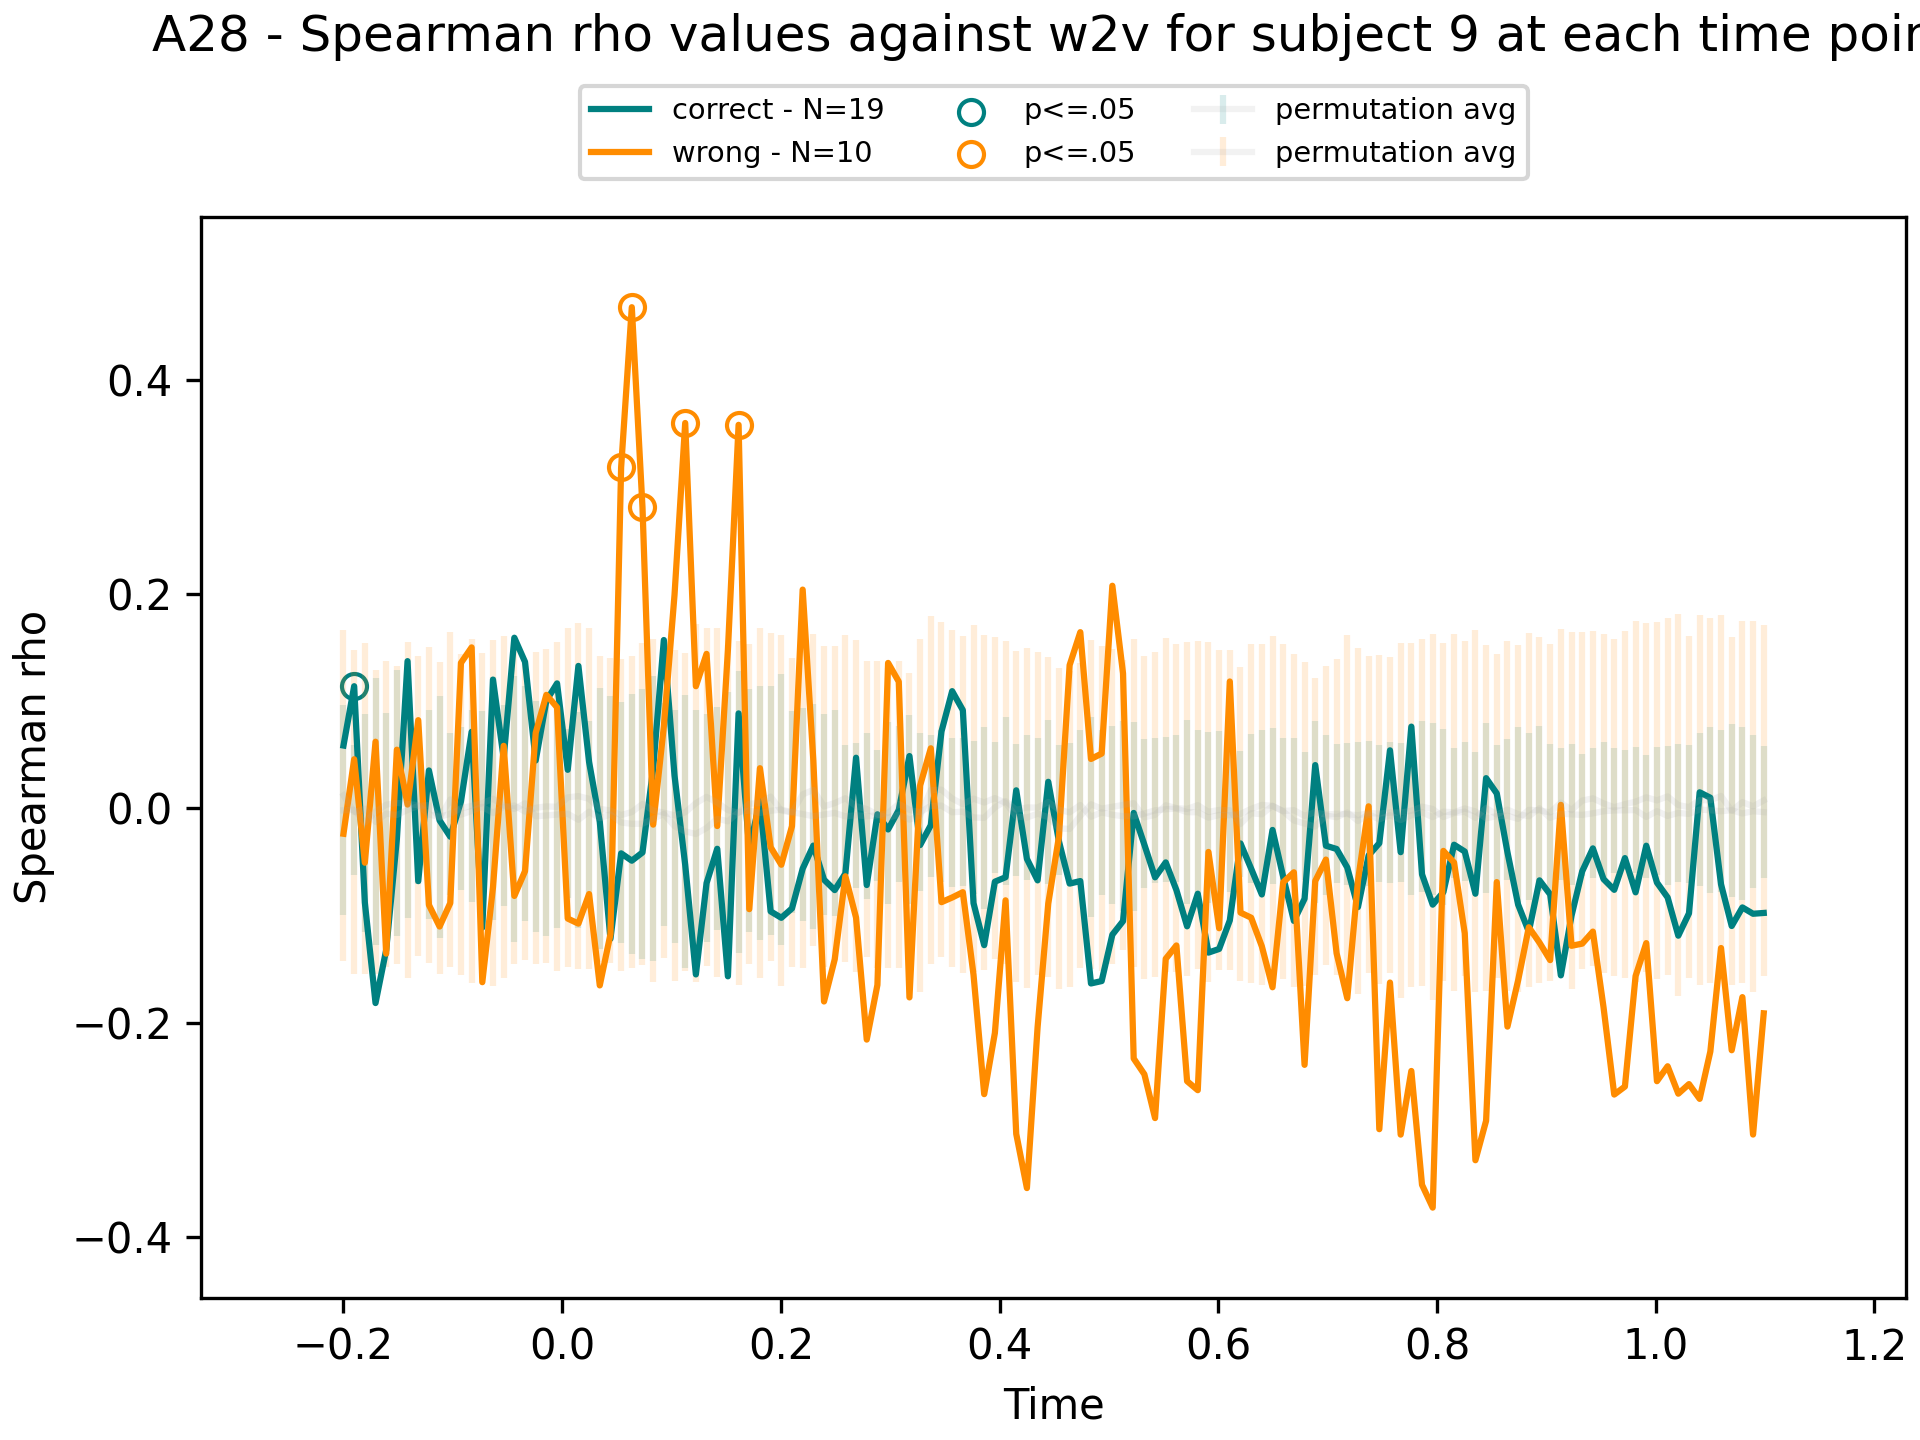 A28 - Spearman rho values against w2v for subject 9 at each time poin
correct - N=19
wrong - N=10
p<=.05
p<=.05
permutation avg
permutation avg
Spearman rho
0.4
0.2
0.0
−0.2
−0.4
−0.2 0.0 0.2 0.4 0.6 0.8 1.0 1.2
Time